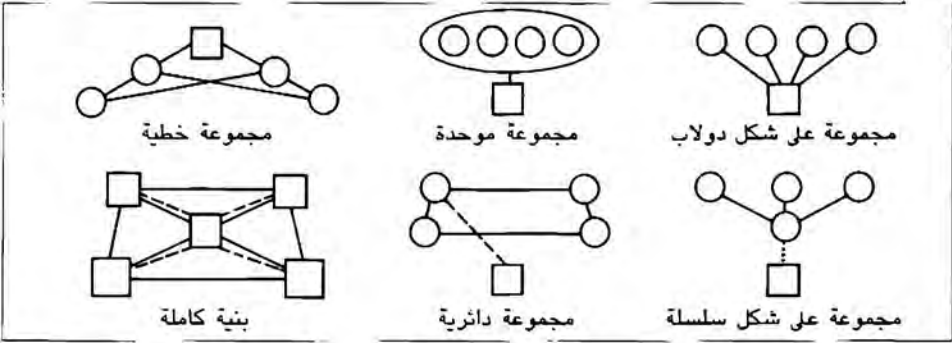 مجموعة على شكل دولاب
مجموعة موحدة
مجموعة خطية
مجموعة على شكل سلسلة
مجموعة دائرية
بنية كاملة